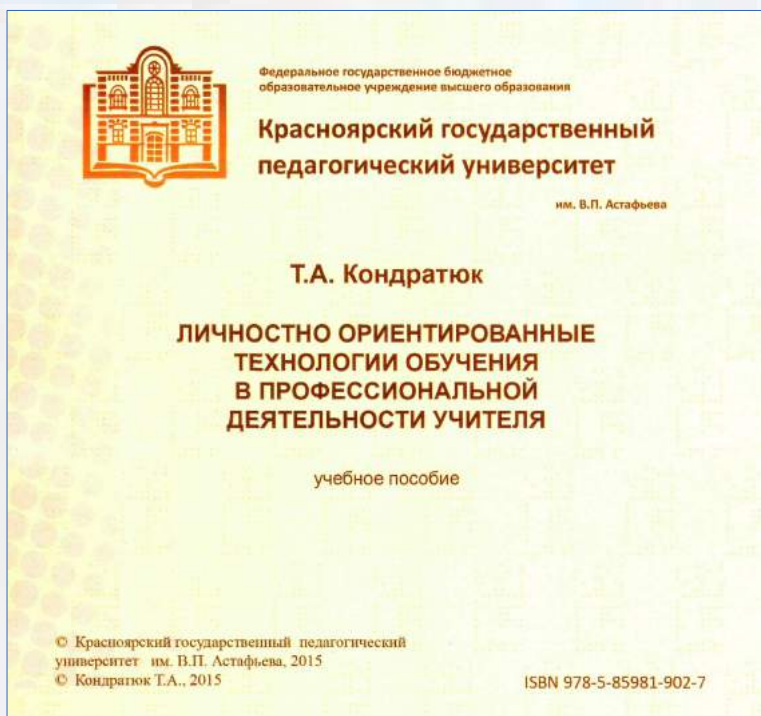 Федеральное государственное бюджетное
образовательное учреждение высшего образования
Красноярский государственный
педагогический университет
им. В.П. Астафьева
Т.А. Кондратюк
ЛИЧНОСТНО ОРИЕНТИРОВАННЫЕ
ТЕХНОЛОГИИ ОБУЧЕНИЯ
В ПРОФЕССИОНАЛЬНОЙ
ДЕЯТЕЛЬНОСТИ УЧИТЕЛЯ
учебное пособие
© Красноярский государственный педагогический
университет им. В.П. Астафьева, 2015
© Кондратюк Т.А., 2015
ISBN 978-5-85981-902-7